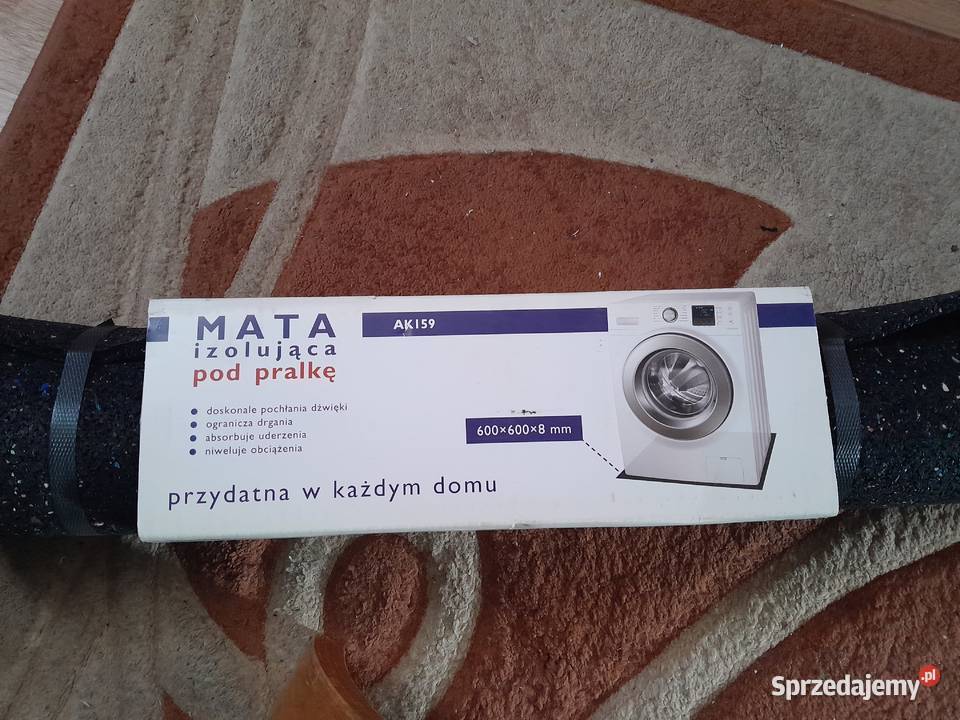 MATA
izolująca
pod pralkę
AK159
doskonale pochłania dźwięki
ogranicza drgania
absorbuje uderzenia
niweluje obciążenia
600×600×8 mm
przydatna w każdym domu
Sprzedajemy.pl